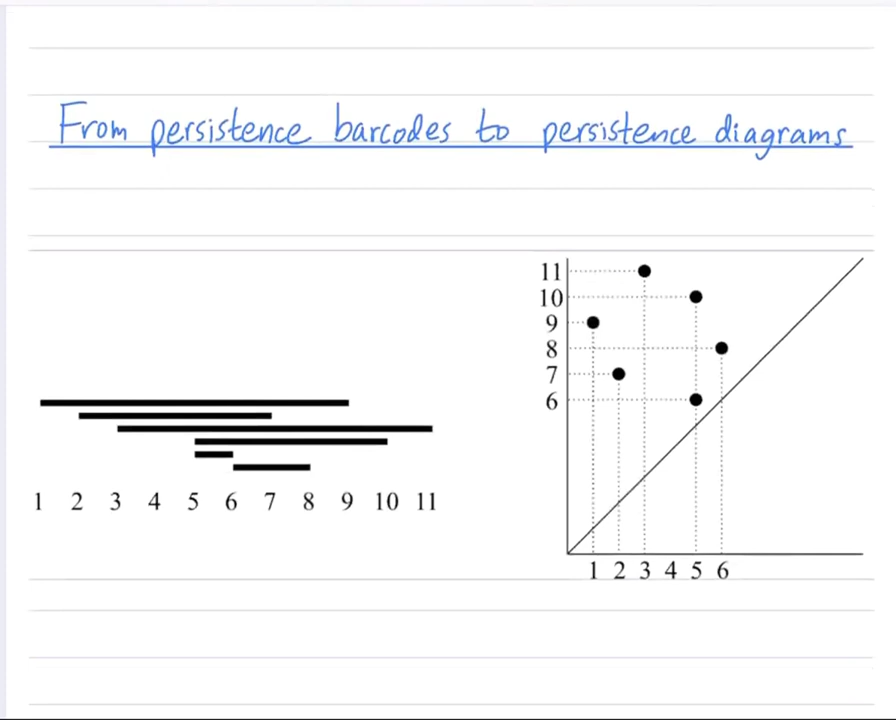 From persistence barcodes to persistence diagrams
1 2 3 4 5 6 7 8 9 10 11
11
10
9
8
7
6
1 2 3 4 5 6